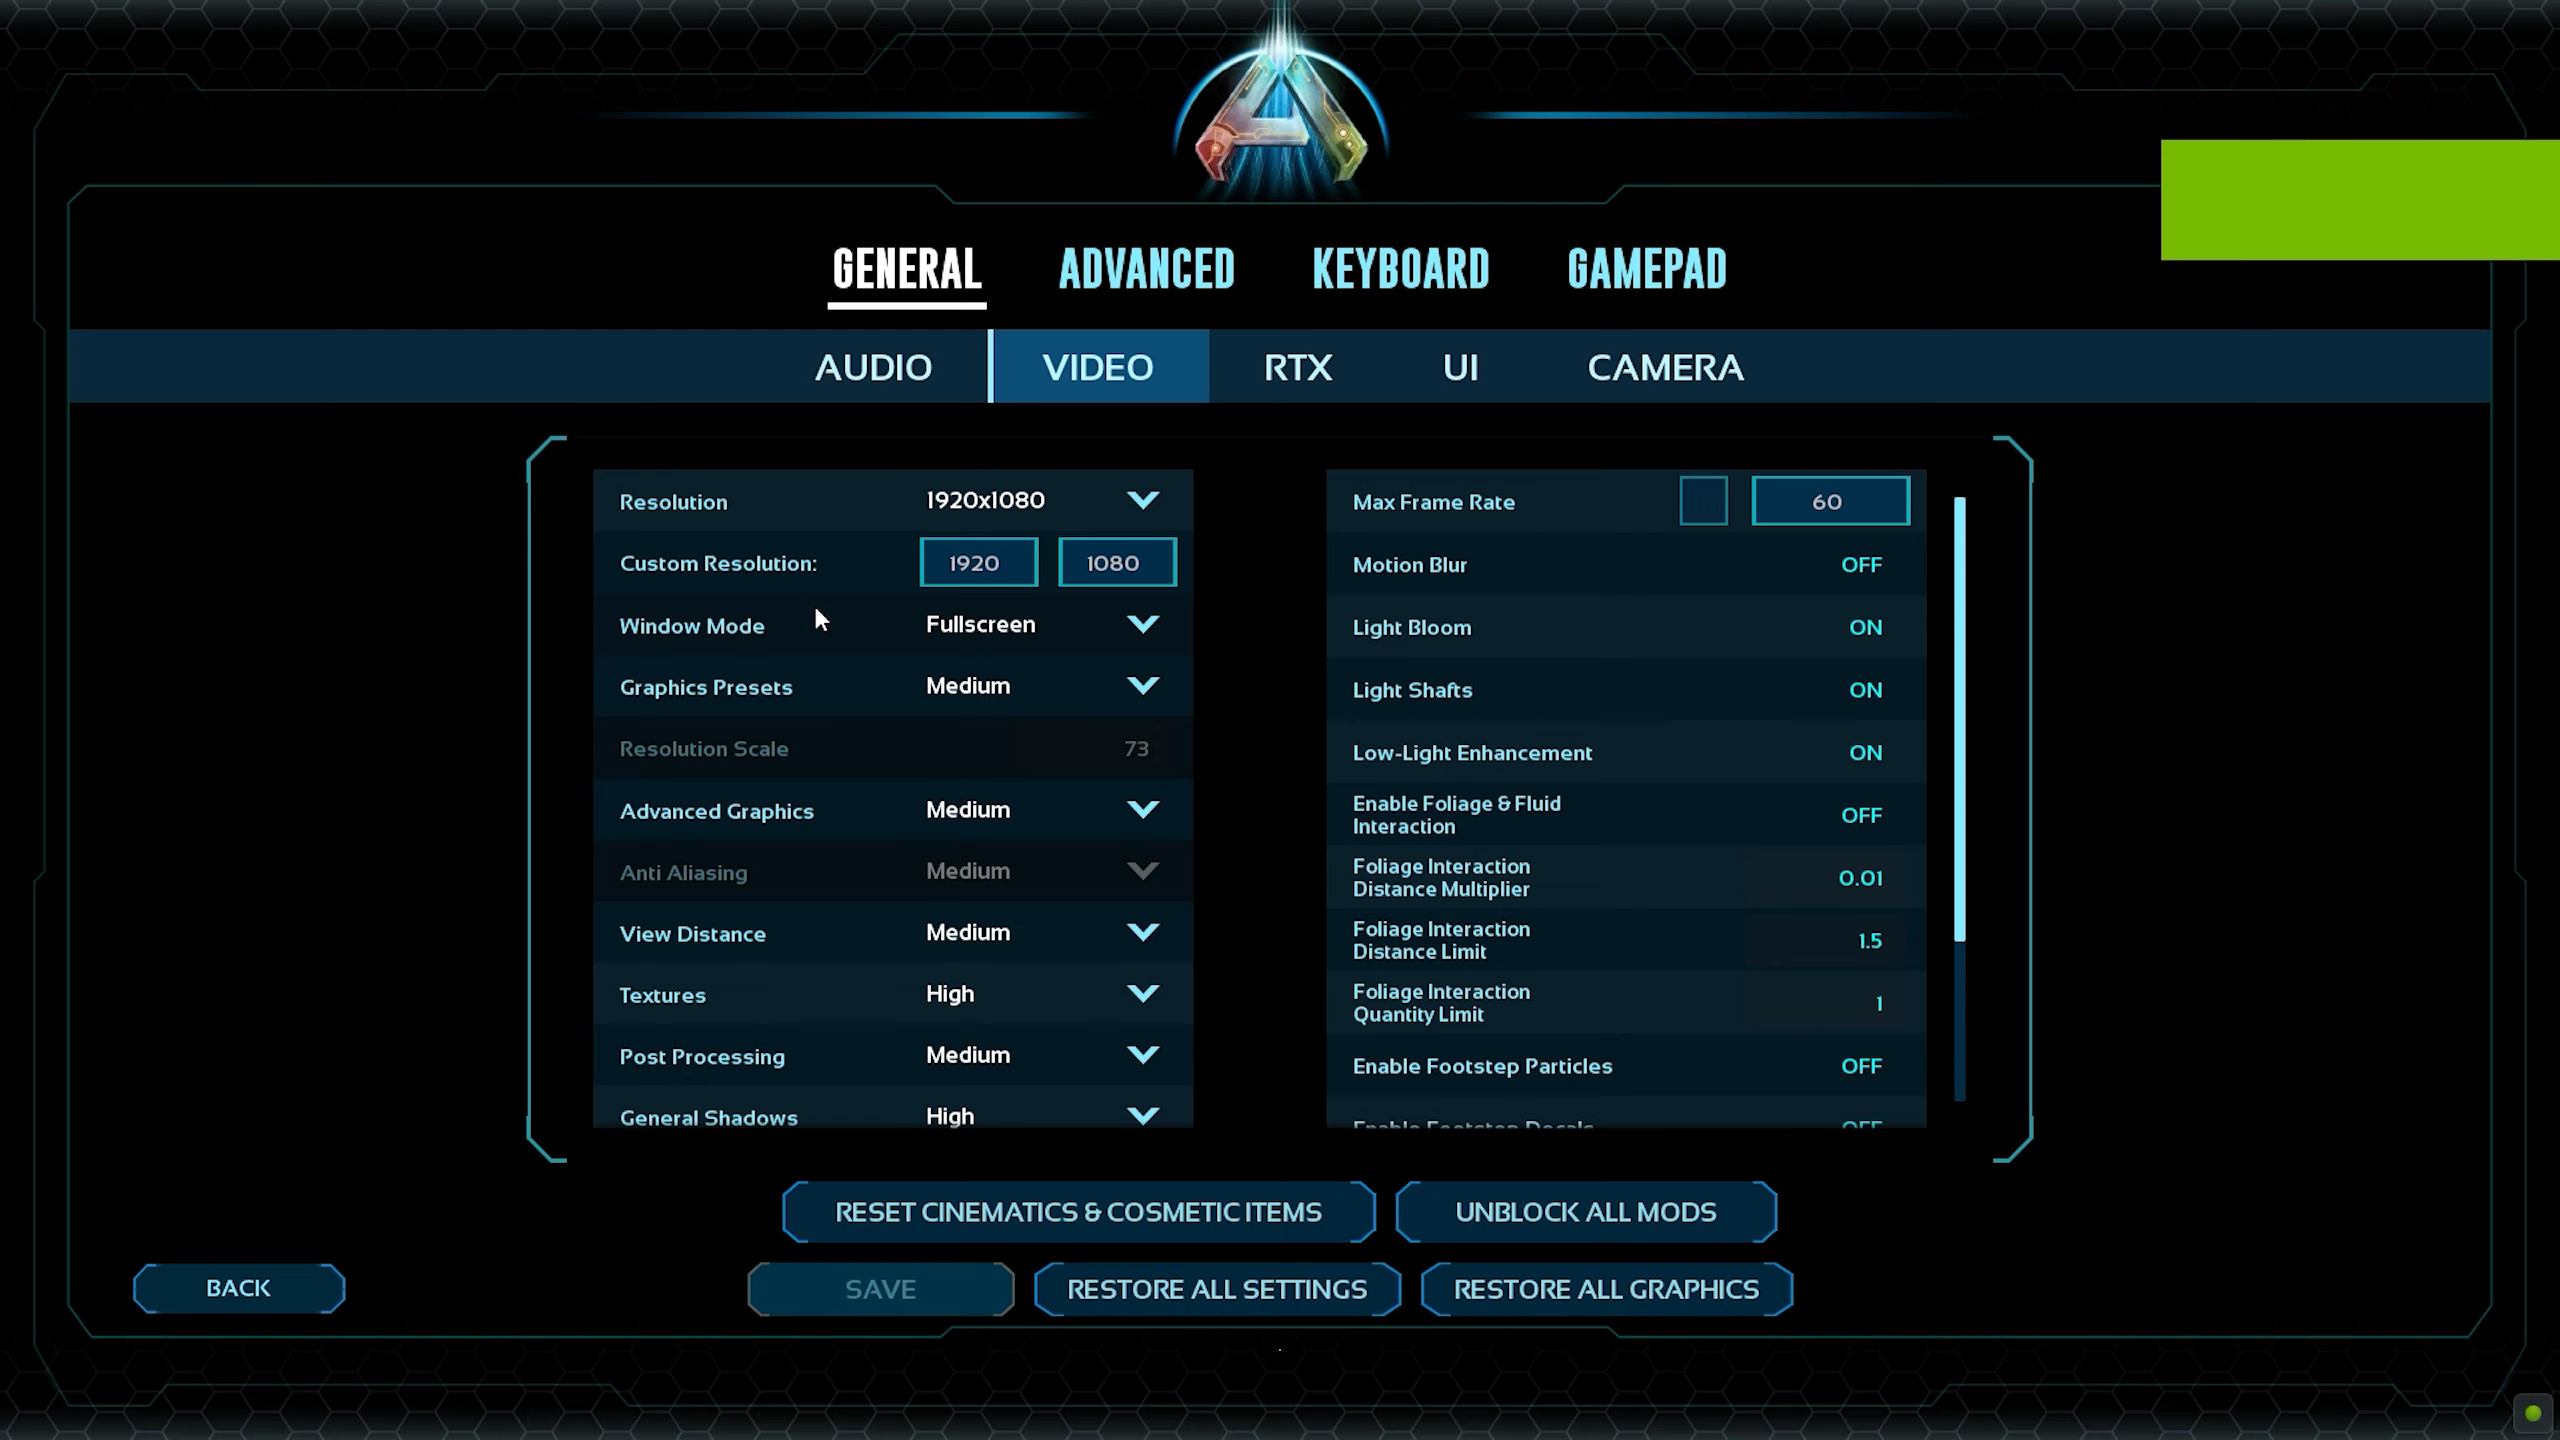 GENERAL ADVANCED KEYBOARD GAMEPAD
AUDIO VIDEO RTX UI CAMERA
Resolution 1920x1080
Custom Resolution: 1920 1080
Window Mode Fullscreen
Graphics Presets Medium
Resolution Scale 73
Advanced Graphics Medium
Anti Aliasing Medium
View Distance Medium
Textures High
Post Processing Medium
General Shadows High
Max Frame Rate 60
Motion Blur OFF
Light Bloom ON
Light Shafts ON
Low-Light Enhancement ON
Enable Foliage & Fluid
Interaction OFF
Foliage Interaction
Distance Multiplier 0.01
Foliage Interaction
Distance Limit 1.5
Foliage Interaction
Quantity Limit 1
Enable Footstep Particles OFF
Enable Footstep Decals OFF
RESET CINEMATICS & COSMETIC ITEMS UNBLOCK ALL MODS
BACK SAVE RESTORE ALL SETTINGS RESTORE ALL GRAPHICS